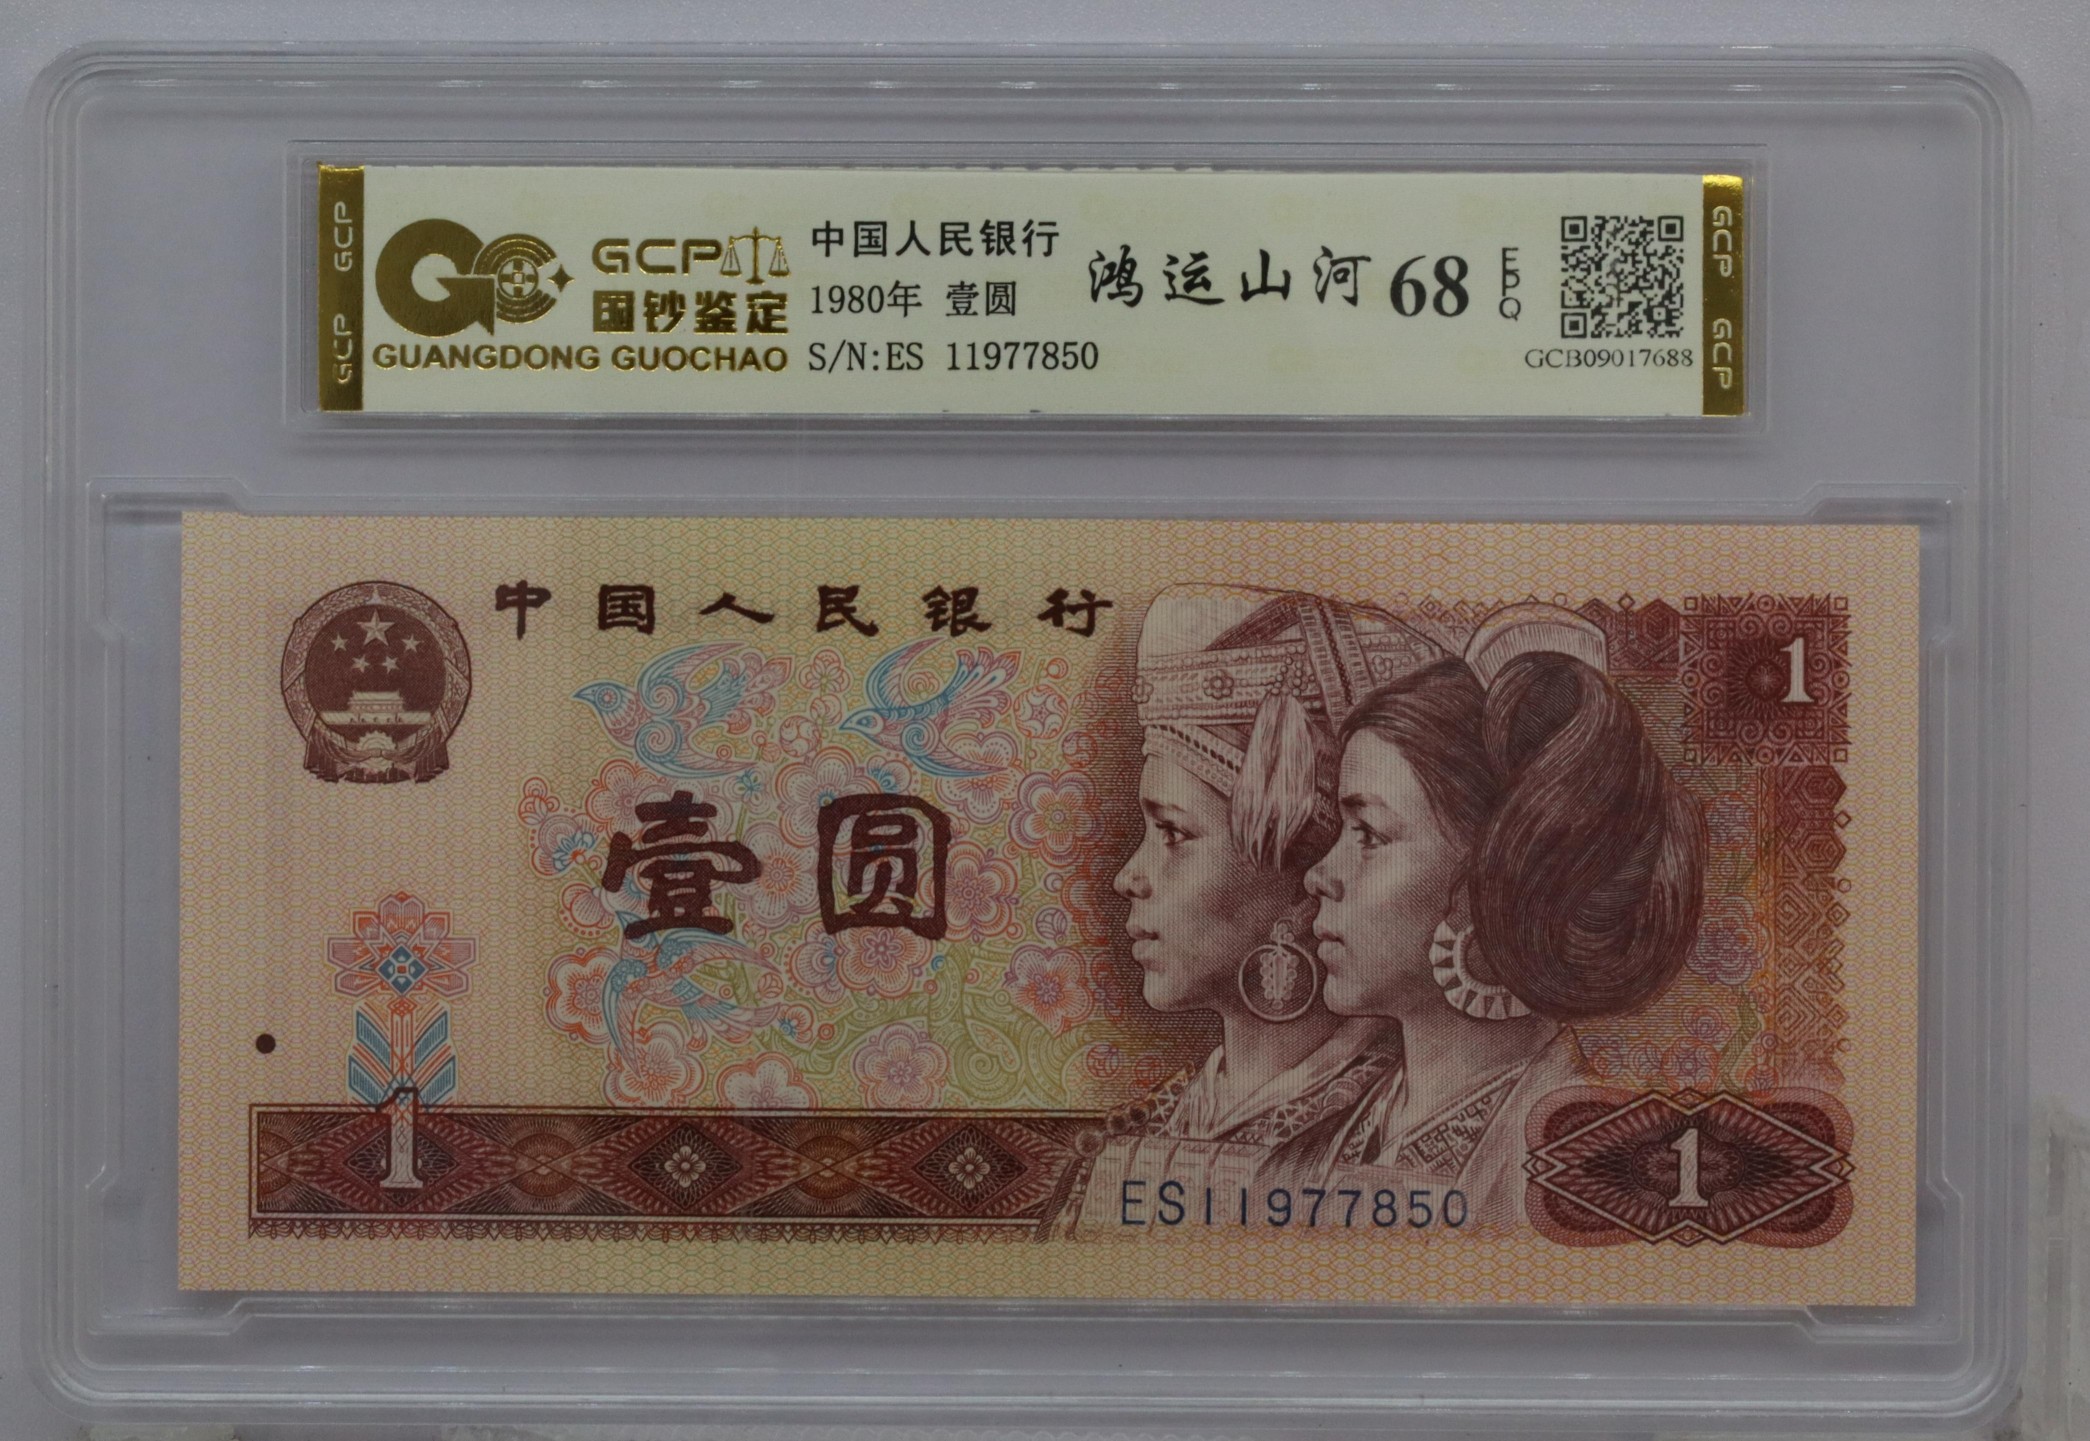 GCP GCP
GCP
国钞鉴定
GUANGDONG GUOCHAO
中国人民银行
1980年 壹圆
S/N:ES 11977850
鸿运山河 68 EPQ
GCB09017688
GCP GCP
中国人民银行
1
壹圆
1
ES11977850
1